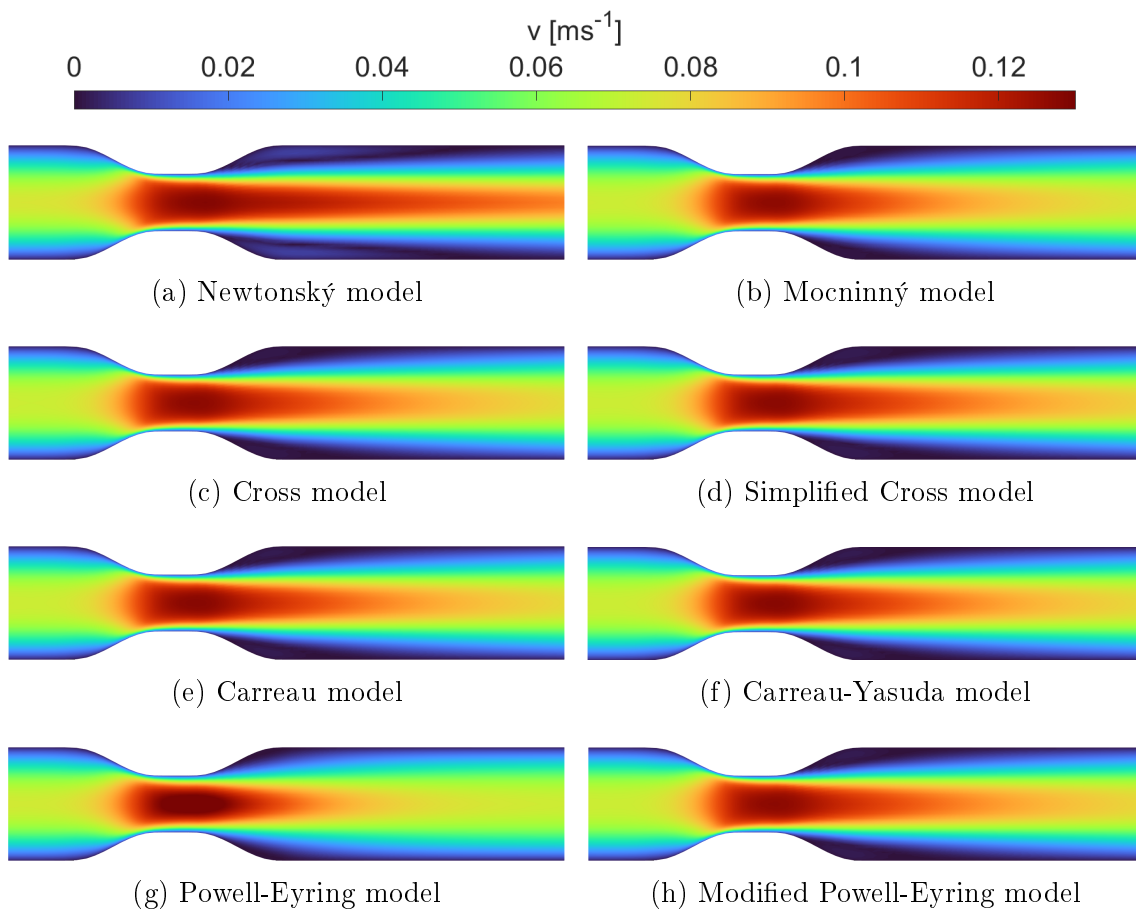 v [ms⁻¹]
0 0.02 0.04 0.06 0.08 0.1 0.12
(a) Newtonský model
(b) Mocninný model
(c) Cross model
(d) Simplified Cross model
(e) Carreau model
(f) Carreau-Yasuda model
(g) Powell-Eyring model
(h) Modified Powell-Eyring model